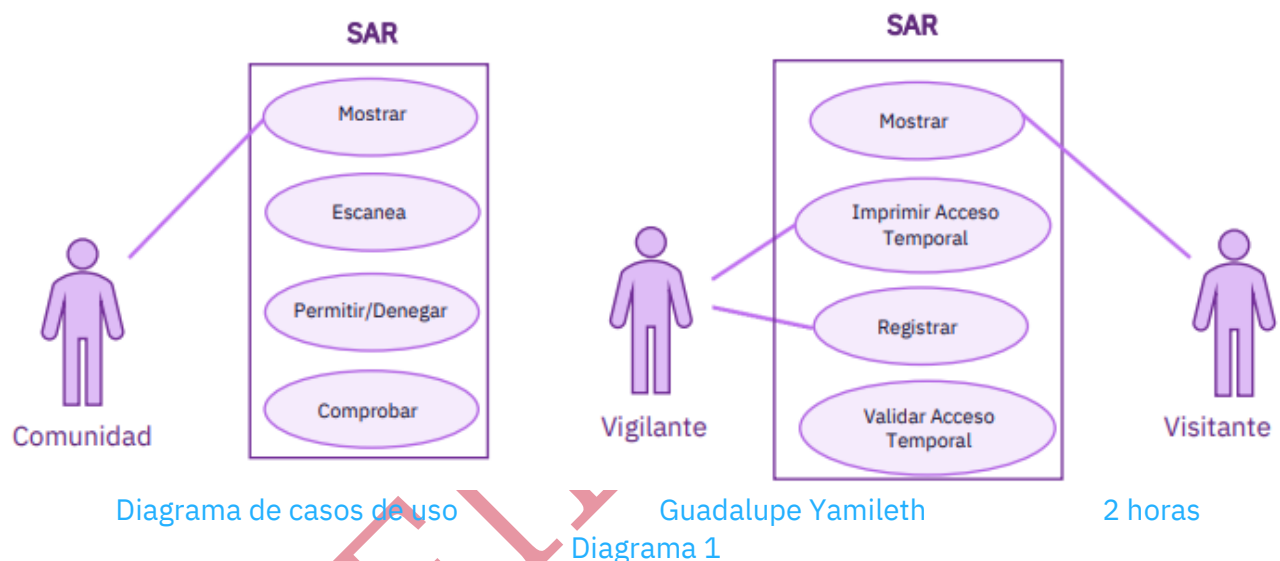 SAR
Mostrar
Escanea
Permitir/Denegar
Comprobar
Comunidad
SAR
Mostrar
Imprimir Acceso
Temporal
Registrar
Validar Acceso
Temporal
Vigilante
Visitante
Diagrama de casos de uso
Guadalupe Yamileth
2 horas
Diagrama 1